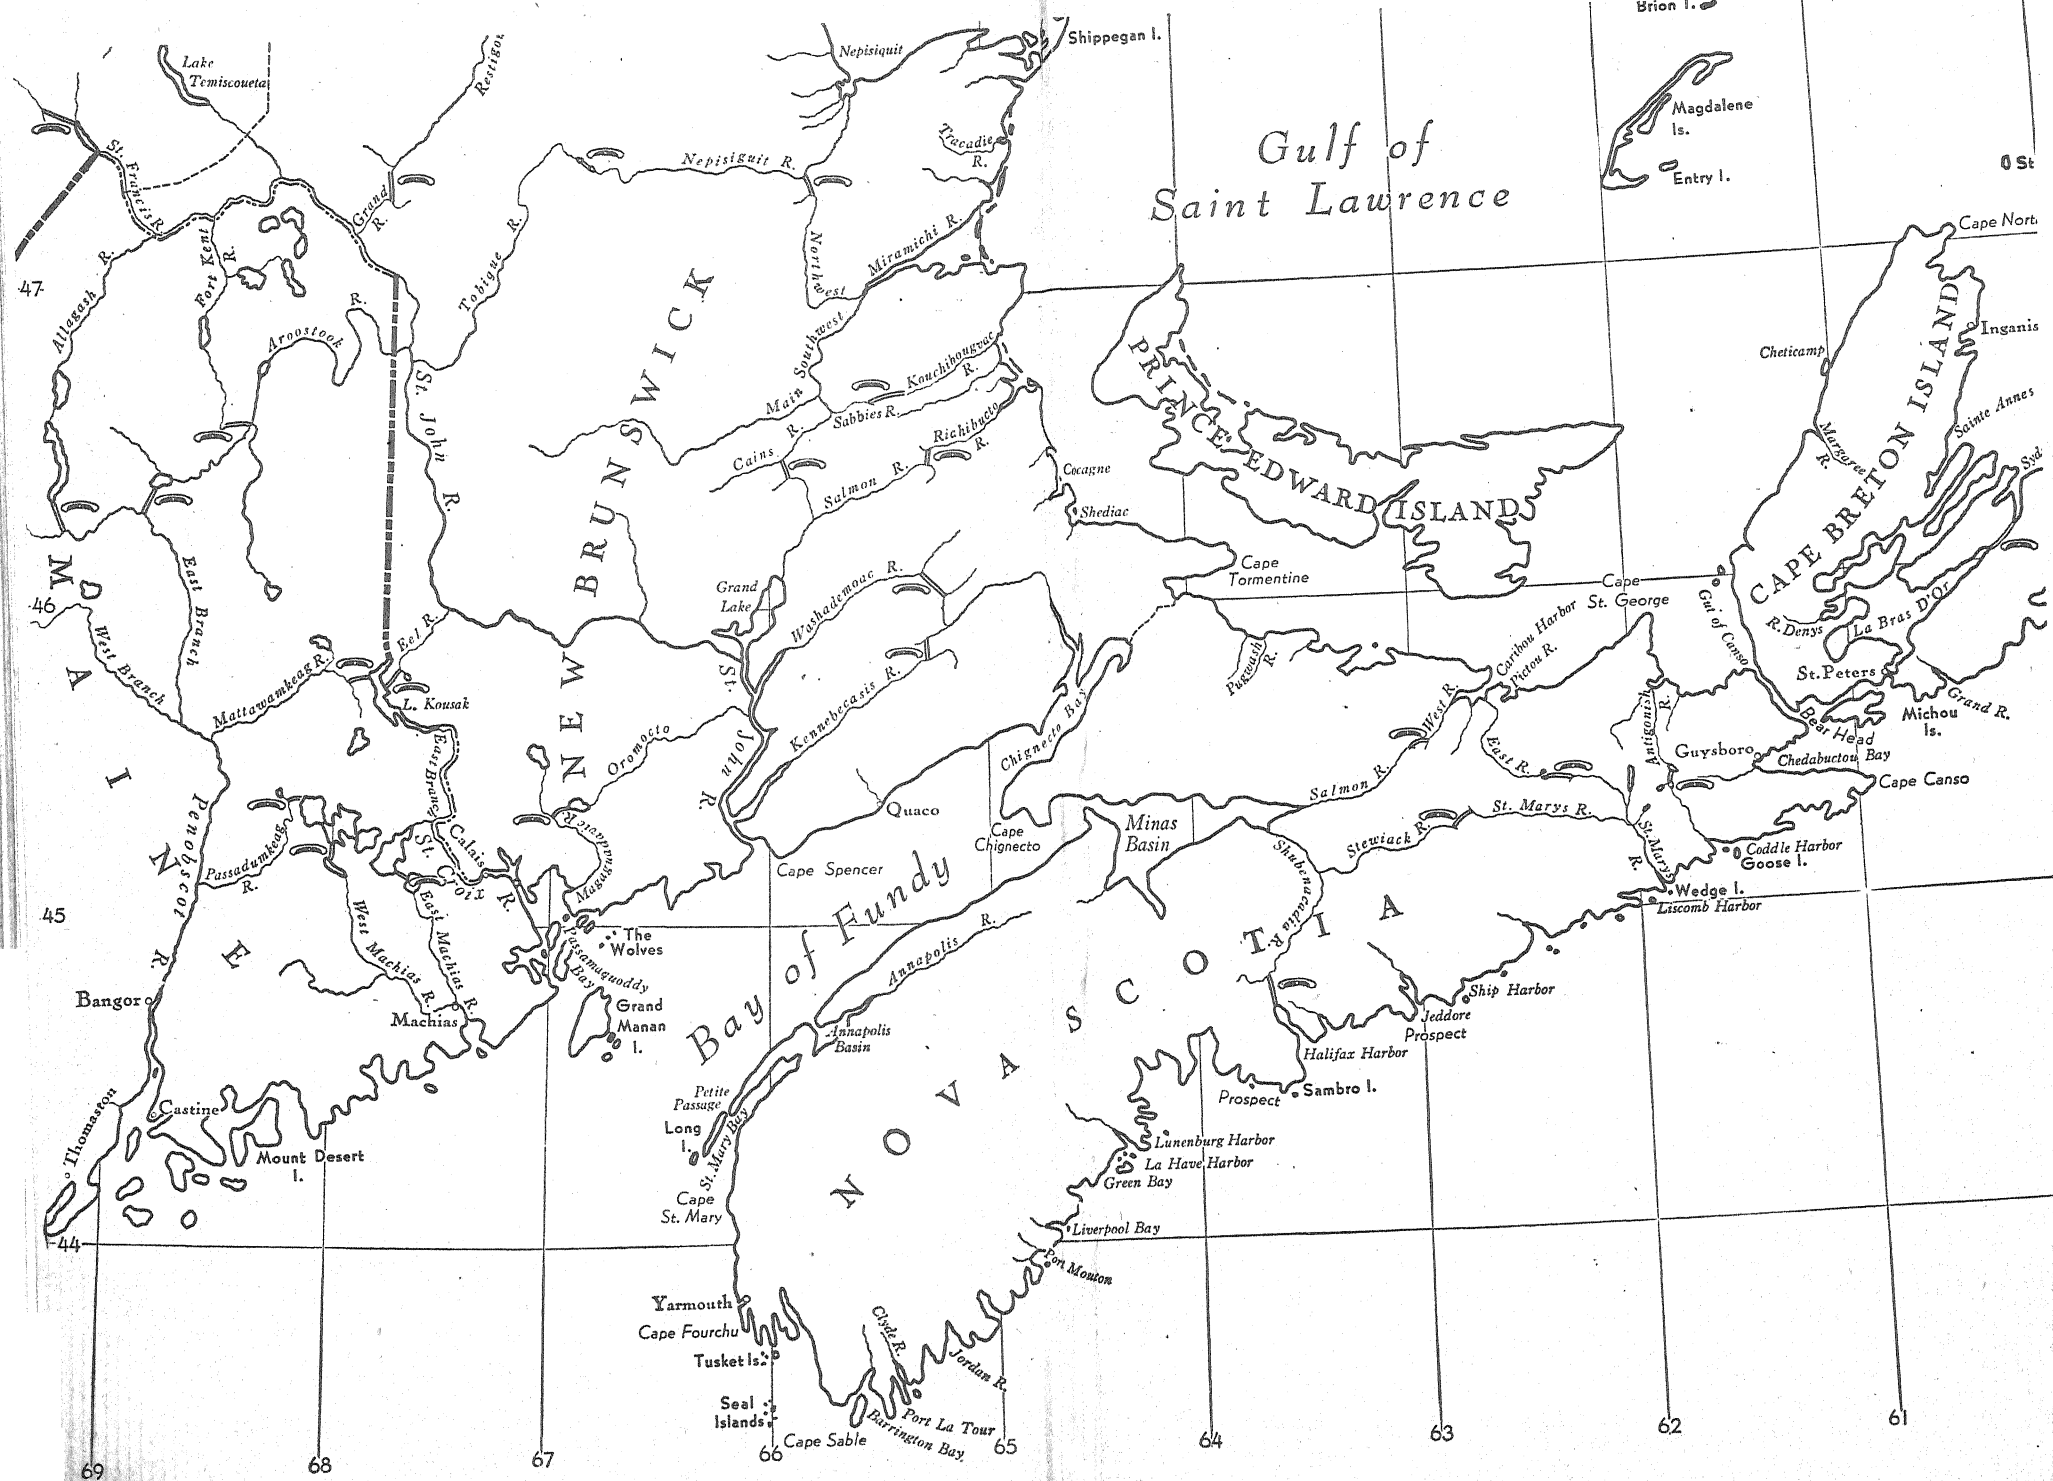 Brion I.
Shippegan I.
Nepisiquit
Lake
Temiscoueta
Magdalene
Is.
Entry I.
St
Gulf of
Saint Lawrence
Tracadie
R.
St. Francis R.
Grand
R.
Nepisiguit R.
Cape Nort
Miramichi R.
Northwest
Fort Kent
R.
Allagash R.
Tobique R.
47
Aroostook R.
Inganis
Cheticamp
St. John R.
Main Southwest
Kouchibouguac
R.
Sabbies R.
Richibucto
R.
PRINCE EDWARD ISLAND
Margaree
R.
Sainte Annes
Syd
CAPE BRETON ISLAND
Cains R.
Salmon R.
Cocagne
Shediac
NEW BRUNSWICK
MAINE
46
East Branch
West Branch
Eel R.
Grand
Lake
Washademoac R.
Cape
Tormentine
Cape
St. George
Gut of Canso
R. Denys
La Bras D'Or
Mattawamkeag R.
L. Kousak
Kennebecasis R.
Pugwash
R.
Caribou Harbor
Pictou R.
St. Peters
Grand R.
Michou
Is.
Bear Head
Oromocto
St. John R.
Chignecto Bay
West R.
East R.
Antigonish
R.
Guysboro
Chedabuctou Bay
Cape Canso
East Branch
Penobscot R.
Passadumkeag
R.
Calais
St. Croix R.
Magaguadavic R.
Quaco
Cape
Chignecto
Minas
Basin
Salmon R.
St. Marys R.
Stewiack R.
St. Marys
R.
Coddle Harbor
Goose I.
Cape Spencer
Shubenacadia R.
Wedge I.
Liscomb Harbor
45
West Machias R.
East Machias R.
The
Wolves
Passamaquoddy
Bay
Bay of Fundy
Annapolis R.
NOVA SCOTIA
Bangor
Machias
Grand
Manan
I.
Annapolis
Basin
Ship Harbor
Jeddore
Prospect
Halifax Harbor
Sambro I.
Prospect
Thomaston
Castine
Mount Desert
I.
Petite
Passage
Long
I.
St. Mary Bay
Cape
St. Mary
Lunenburg Harbor
La Have Harbor
Green Bay
Liverpool Bay
Port Mouton
44
Yarmouth
Cape Fourchu
Tusket Is.
Seal
Islands
Cape Sable
Clyde R.
Jordan R.
Port La Tour
Barrington Bay.
69
68
67
66
65
64
63
62
61